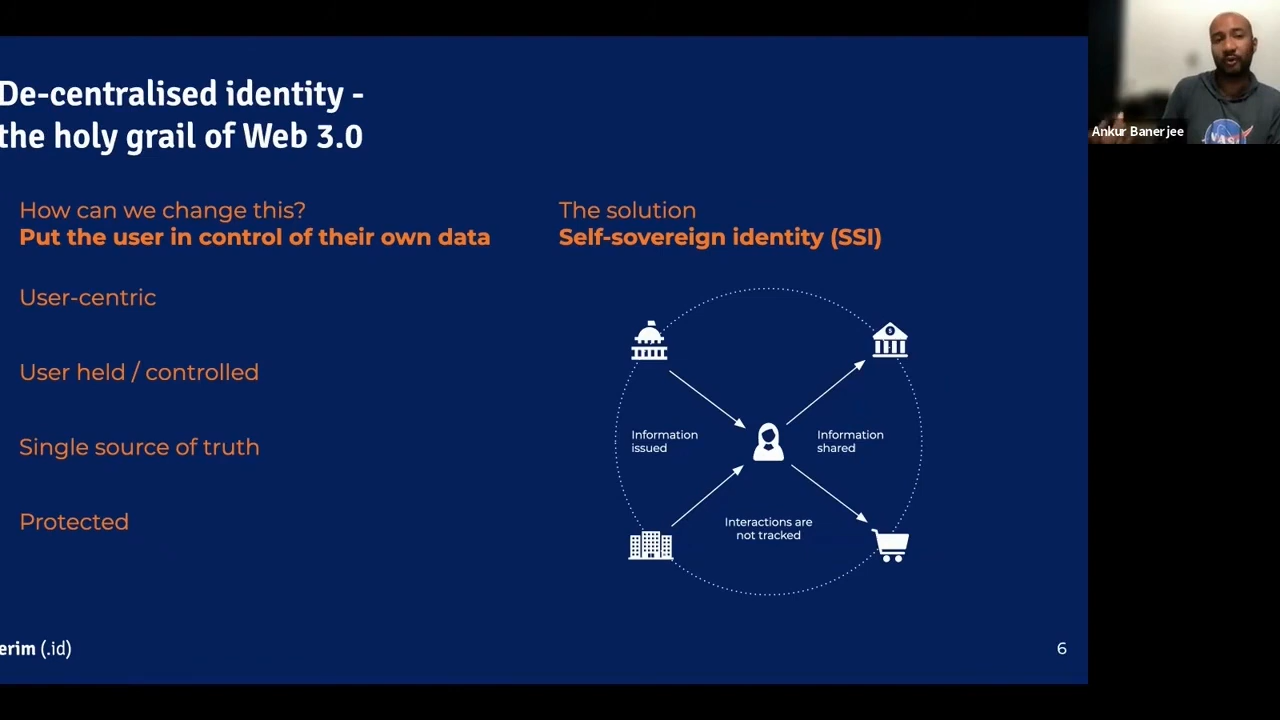 De-centralised identity -
the holy grail of Web 3.0
How can we change this?
Put the user in control of their own data
User-centric
User held / controlled
Single source of truth
Protected
The solution
Self-sovereign identity (SSI)
$
Information
issued
Information
shared
Interactions are
not tracked
erim (.id)
6
Ankur Banerjee
NASA